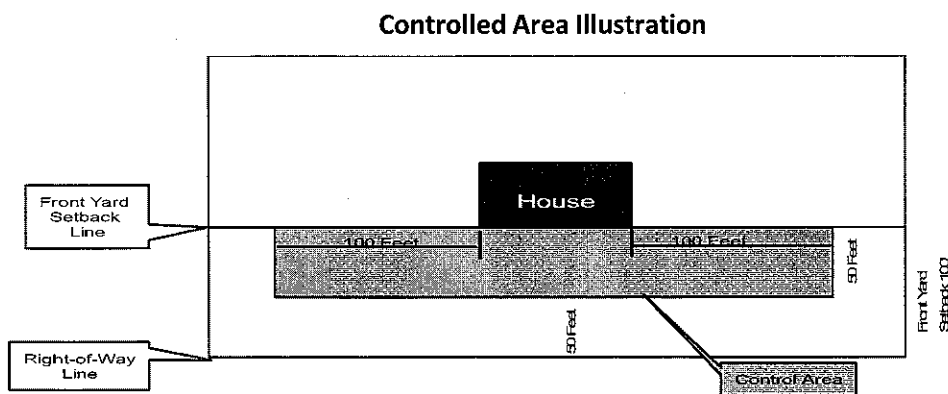 Controlled Area Illustration
Front Yard
Setback
Line
House
100 Feet
100 Feet
50 Feet
Front Yard
Setback 100
50 Feet
Right-of-Way
Line
Control Area